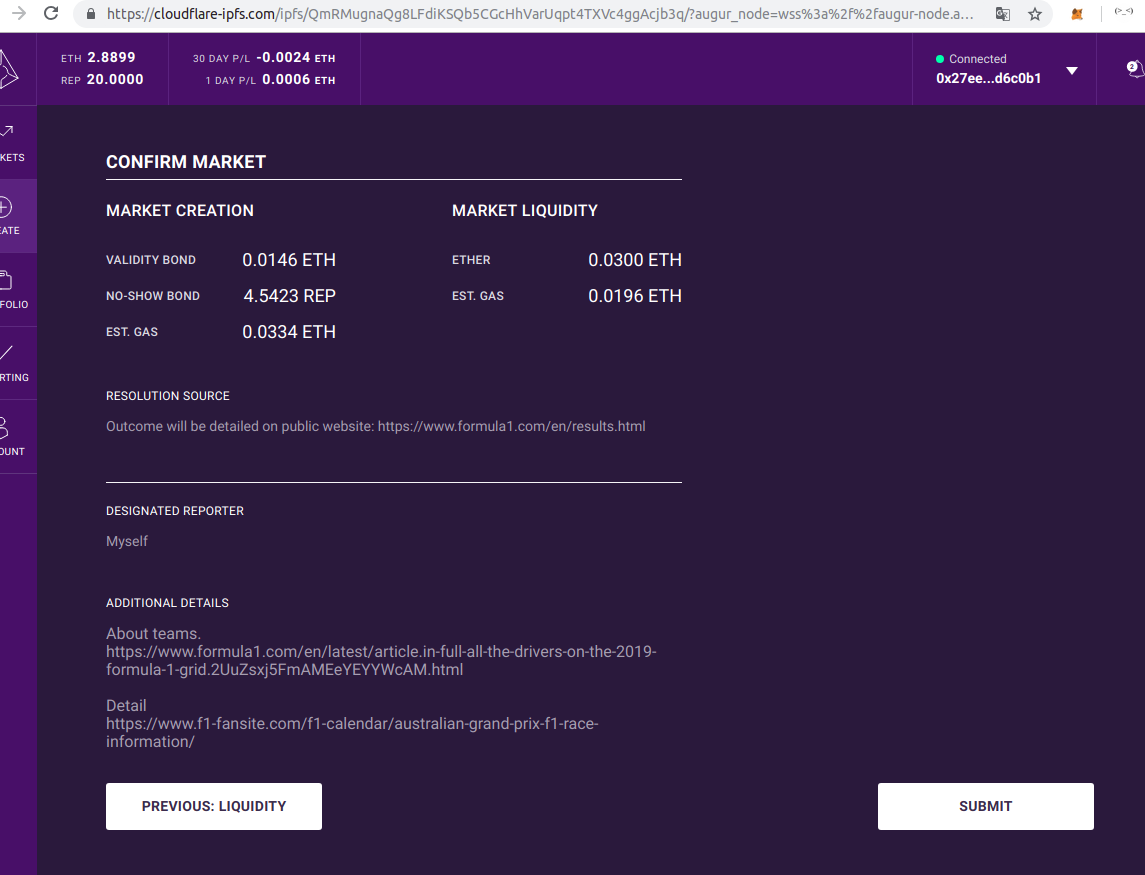 https://cloudflare-ipfs.com/ipfs/QmRMugnaQg8LFdiKSQb5CGcHhVarUqpt4TXVc4ggAcjb3q/?augur_node=wss%3a%2f%2faugur-node.a...
ETH 2.8899
REP 20.0000
30 DAY P/L -0.0024 ETH
1 DAY P/L 0.0006 ETH
Connected
0x27ee...d6c0b1
2
KETS
EATE
FOLIO
RTING
OUNT
CONFIRM MARKET
MARKET CREATION
VALIDITY BOND 0.0146 ETH
NO-SHOW BOND 4.5423 REP
EST. GAS 0.0334 ETH
MARKET LIQUIDITY
ETHER 0.0300 ETH
EST. GAS 0.0196 ETH
RESOLUTION SOURCE
Outcome will be detailed on public website: https://www.formula1.com/en/results.html
DESIGNATED REPORTER
Myself
ADDITIONAL DETAILS
About teams.
https://www.formula1.com/en/latest/article.in-full-all-the-drivers-on-the-2019-
formula-1-grid.2UuZsxj5FmAMEeYEYYWcAM.html
Detail
https://www.f1-fansite.com/f1-calendar/australian-grand-prix-f1-race-
information/
PREVIOUS: LIQUIDITY
SUBMIT